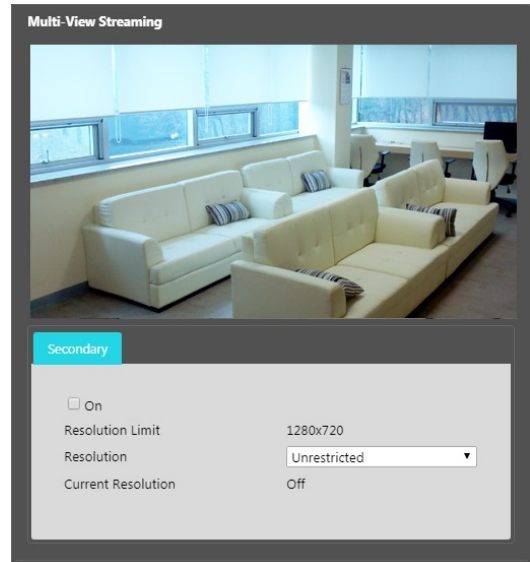 Multi-View Streaming
Secondary
On
Resolution Limit 1280x720
Resolution Unrestricted
Current Resolution Off